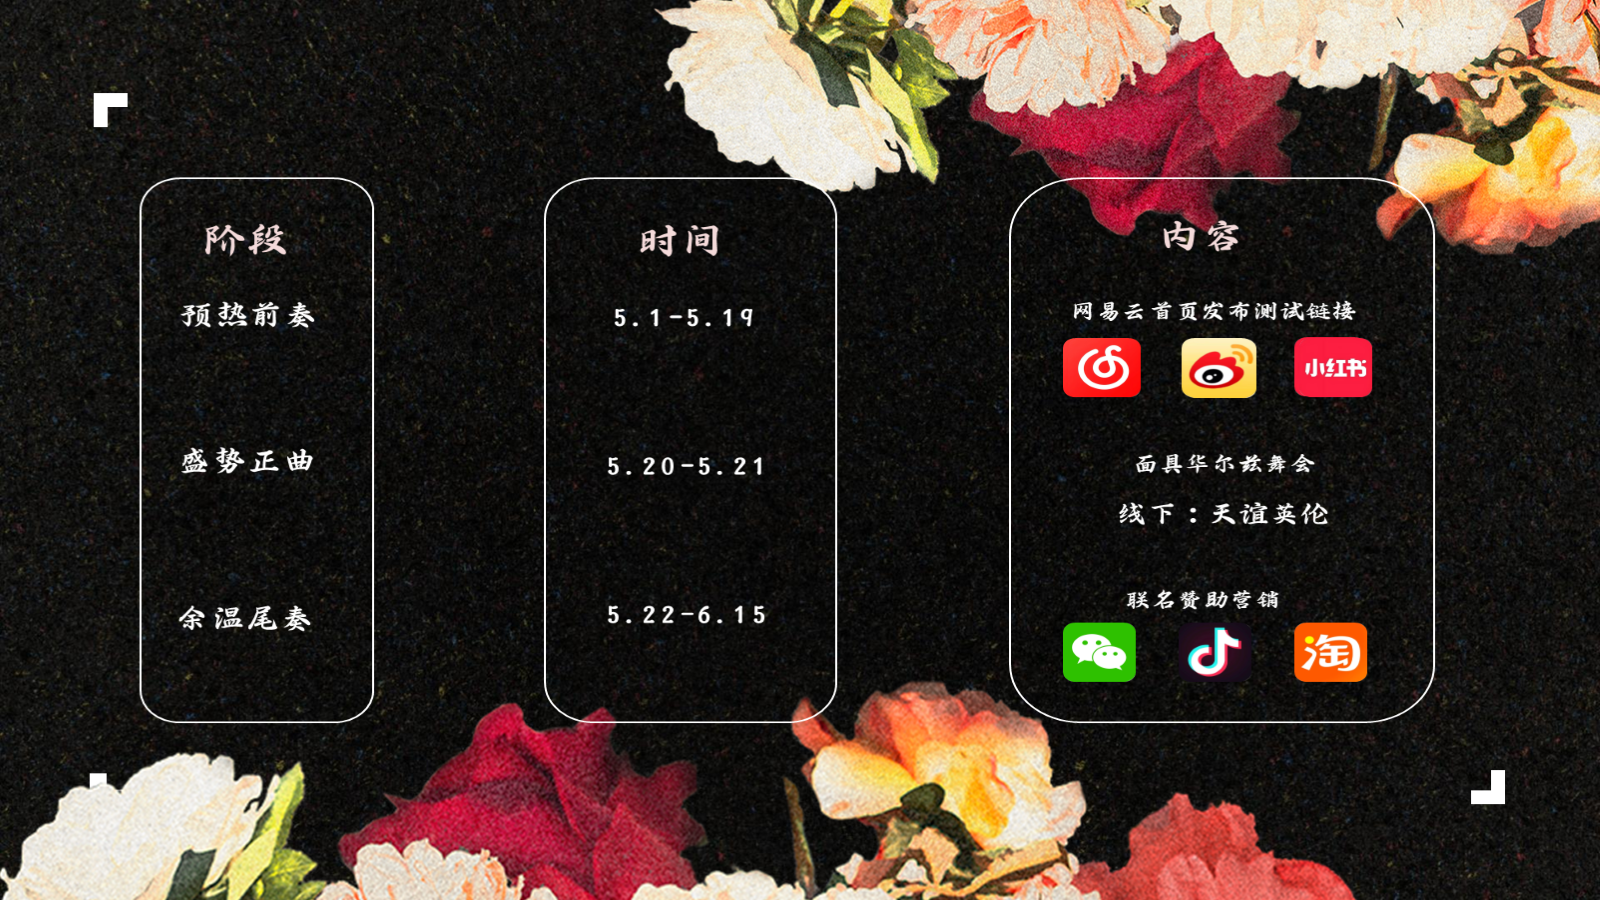 阶段
时间
内容
预热前奏
5.1-5.19
网易云首页发布测试链接
小红书
盛势正曲
5.20-5.21
面具华尔兹舞会
线下：天谊英伦
余温尾奏
5.22-6.15
联名赞助营销
淘